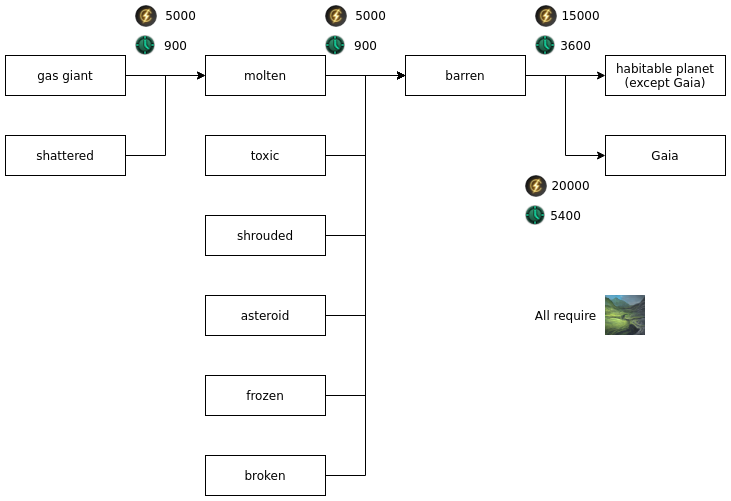 5000
900
5000
900
15000
3600
gas giant
molten
barren
habitable planet
(except Gaia)
shattered
toxic
Gaia
20000
5400
shrouded
asteroid
All require
frozen
broken